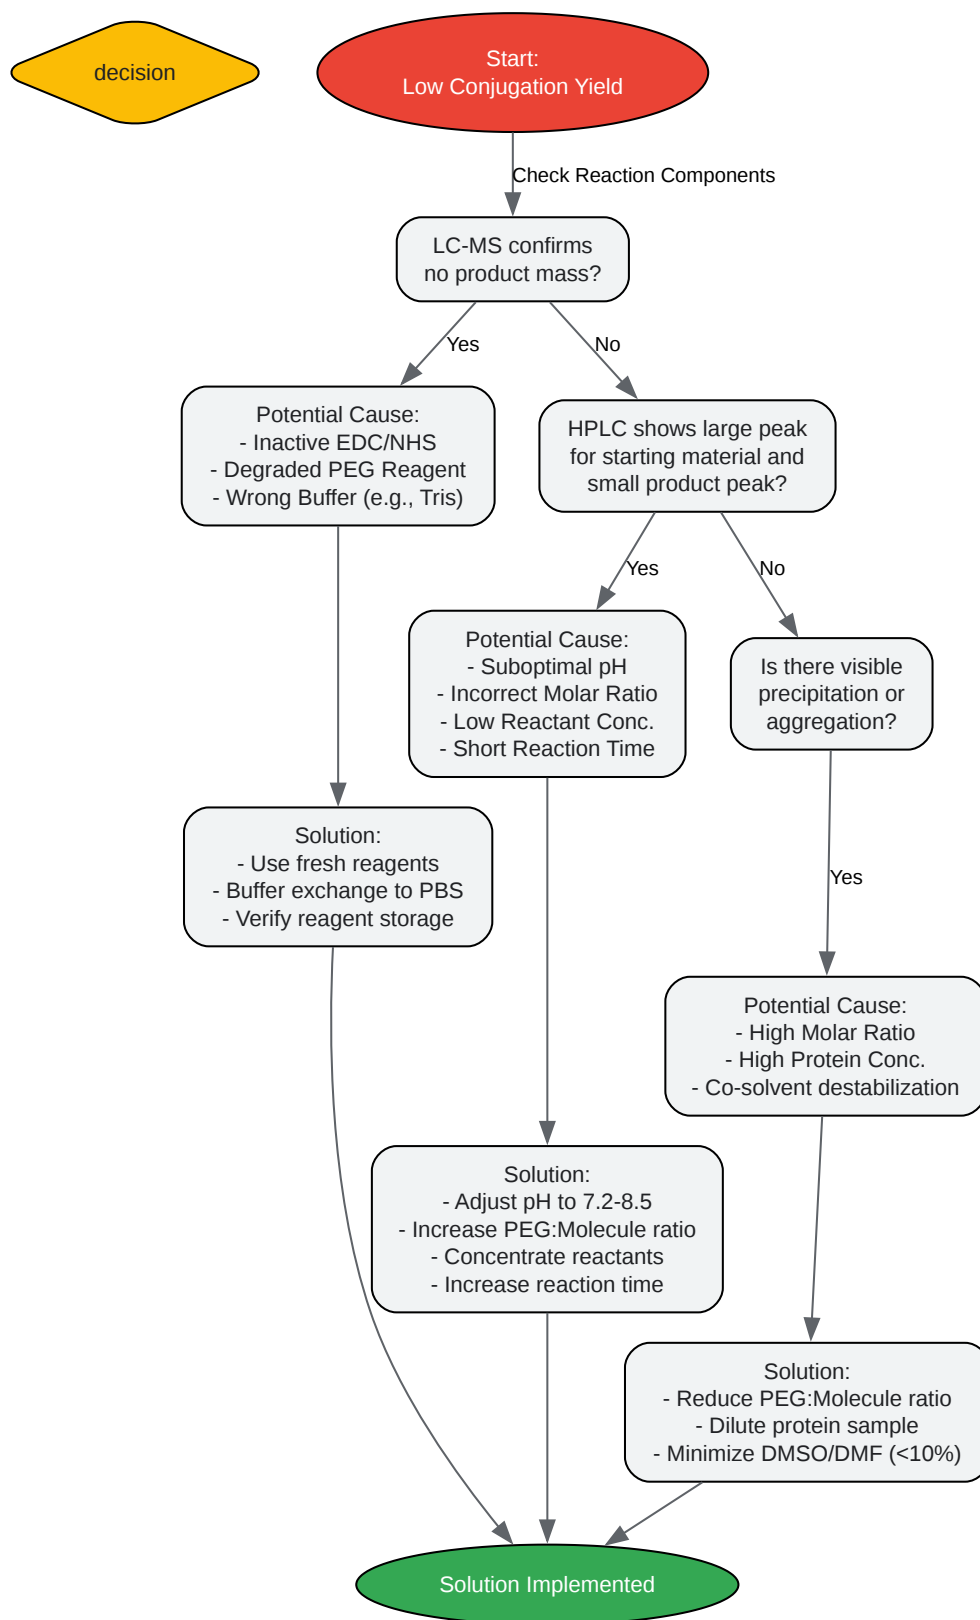 decision
Start:
Low Conjugation Yield
Check Reaction Components
LC-MS confirms
no product mass?
Yes
No
Potential Cause:
- Inactive EDC/NHS
- Degraded PEG Reagent
- Wrong Buffer (e.g., Tris)
HPLC shows large peak
for starting material and
small product peak?
Yes
No
Potential Cause:
- Suboptimal pH
- Incorrect Molar Ratio
- Low Reactant Conc.
- Short Reaction Time
Is there visible
precipitation or
aggregation?
Solution:
- Use fresh reagents
- Buffer exchange to PBS
- Verify reagent storage
Yes
Potential Cause:
- High Molar Ratio
- High Protein Conc.
- Co-solvent destabilization
Solution:
- Adjust pH to 7.2-8.5
- Increase PEG:Molecule ratio
- Concentrate reactants
- Increase reaction time
Solution:
- Reduce PEG:Molecule ratio
- Dilute protein sample
- Minimize DMSO/DMF (<10%)
Solution Implemented